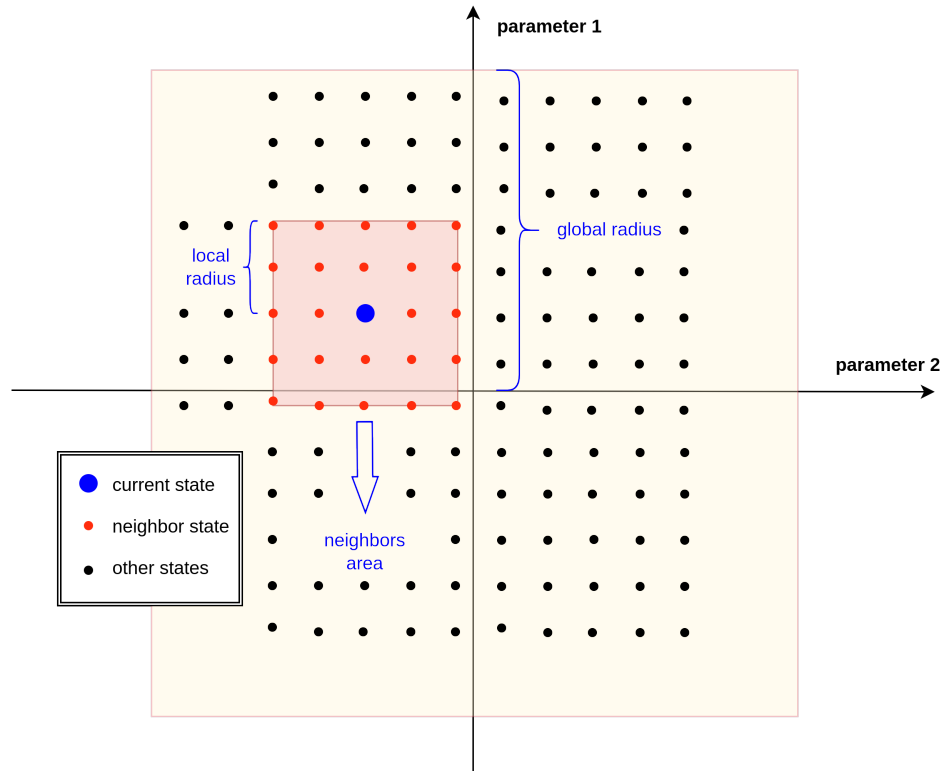 parameter 1
global radius
local
radius
parameter 2
current state
neighbor state
other states
neighbors
area